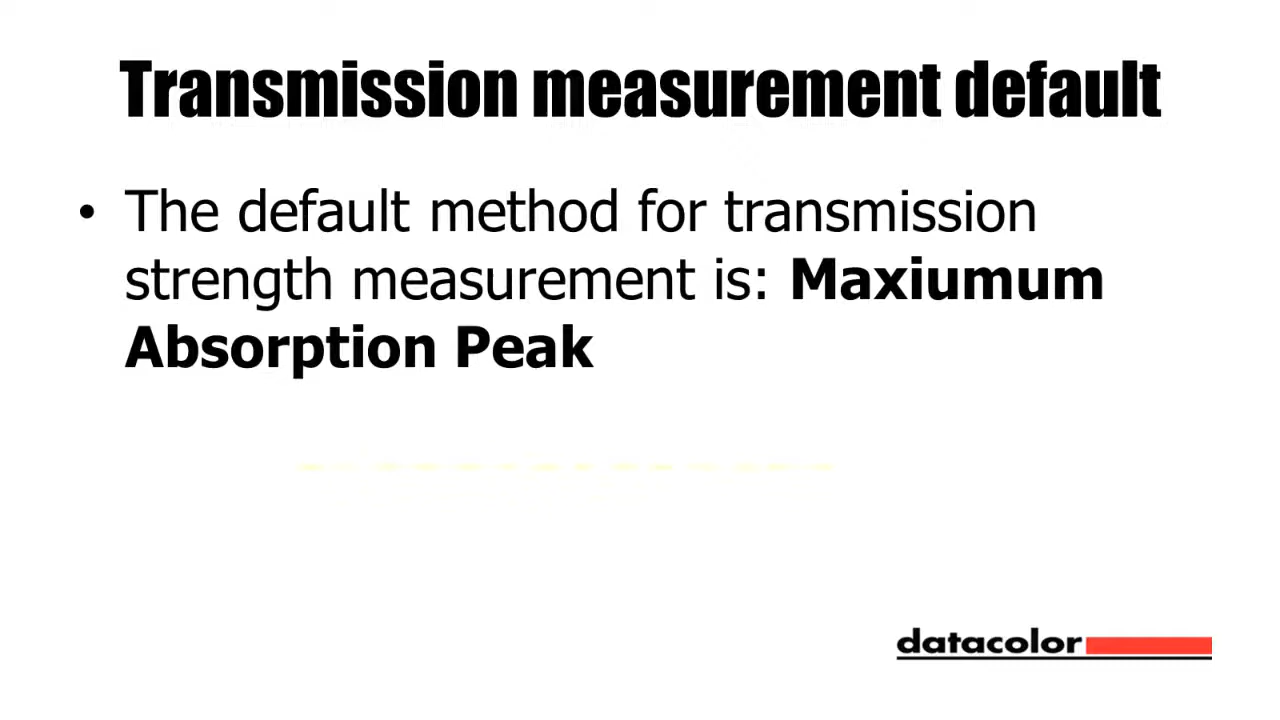 Transmission measurement default
• The default method for transmission
strength measurement is: Maxiumum
Absorption Peak
datacolor